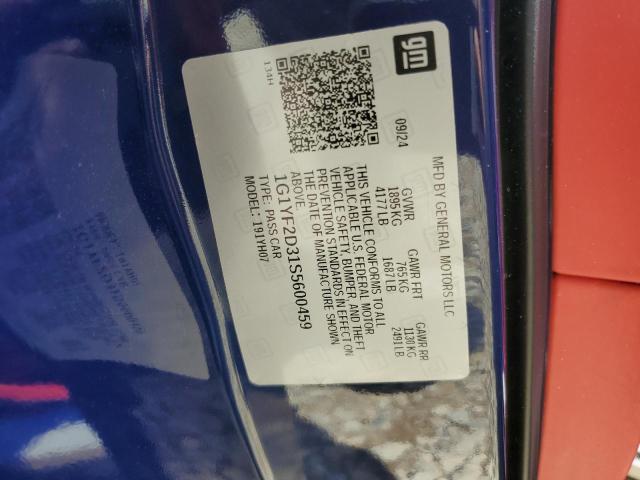 gm
134H
09/24
MFD BY GENERAL MOTORS LLC
GVWR GAWR FRT GAWR RR
1895 KG 765 KG 1130 KG
4177 LB 1687 LB 2491 LB
THIS VEHICLE CONFORMS TO ALL
APPLICABLE U.S. FEDERAL MOTOR
VEHICLE SAFETY, BUMPER, AND THEFT
PREVENTION STANDARDS IN EFFECT ON
THE DATE OF MANUFACTURE SHOWN
ABOVE.
1G1YF2D31S5600459
TYPE: PASS CAR
MODEL: 191YH07